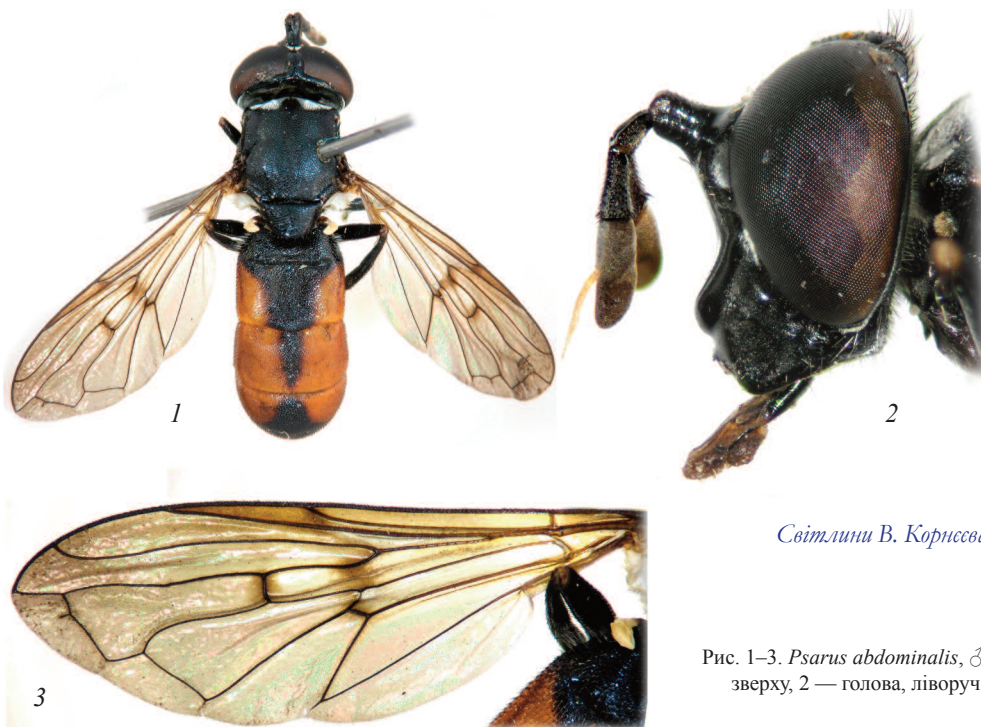 1
2
3
Світлини В. Корнєєва
Рис. 1–3. Psarus abdominalis, ♂
зверху, 2 — голова, ліворуч